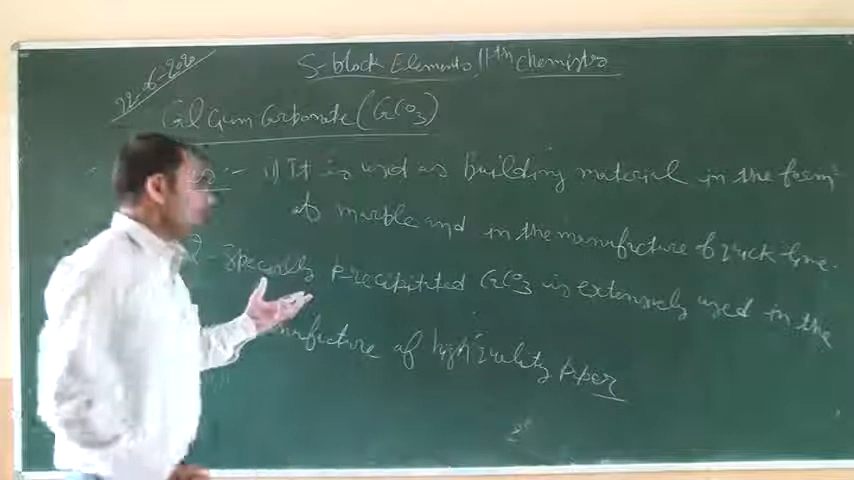 22-6-2020
S-block Elements, 11th Chemistry
Calcium Carbonate (CaCO3)
:- 1) It is used as building material in the form
of marble and in the manufacture of quick lime.
2 - Specially precipitated CaCO3 is extensively used in the
manufacture of high quality paper